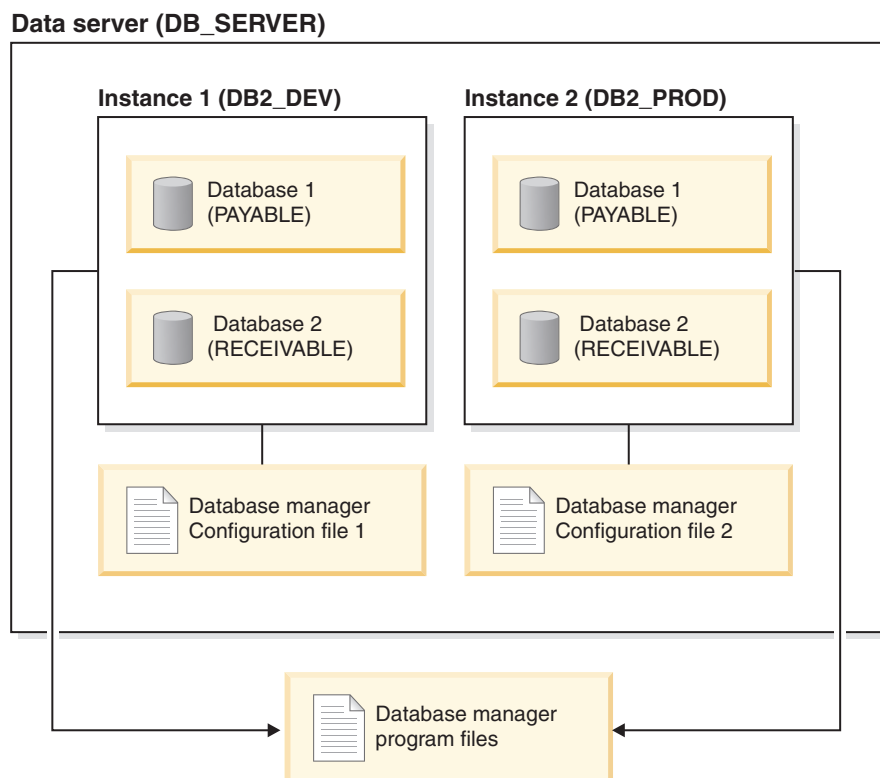 Data server (DB_SERVER)
Instance 1 (DB2_DEV)
Database 1
(PAYABLE)
Database 2
(RECEIVABLE)
Database manager
Configuration file 1
Instance 2 (DB2_PROD)
Database 1
(PAYABLE)
Database 2
(RECEIVABLE)
Database manager
Configuration file 2
Database manager
program files